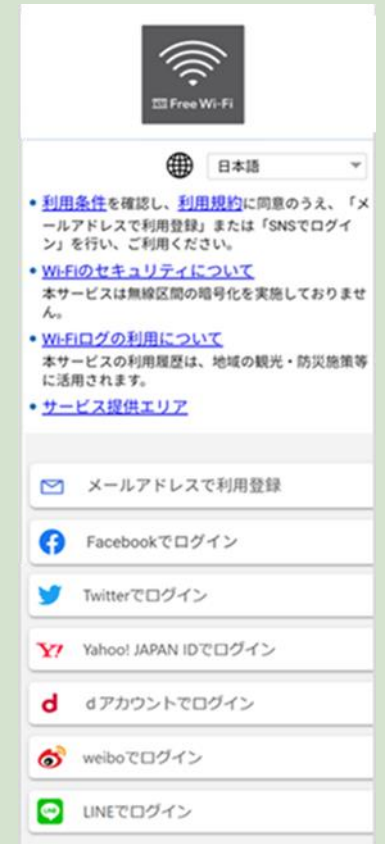 Free Wi-Fi
日本語
• 利用条件を確認し、利用規約に同意のうえ、「メ
ールアドレスで利用登録」または「SNSでログイ
ン」を行い、ご利用ください。
• Wi-Fiのセキュリティについて
本サービスは無線区間の暗号化を実施しておりませ
ん。
• Wi-Fiログの利用について
本サービスの利用履歴は、地域の観光・防災施策等
に活用されます。
• サービス提供エリア
メールアドレスで利用登録
Facebookでログイン
Twitterでログイン
Y! Yahoo! JAPAN IDでログイン
d dアカウントでログイン
weiboでログイン
LINE LINEでログイン